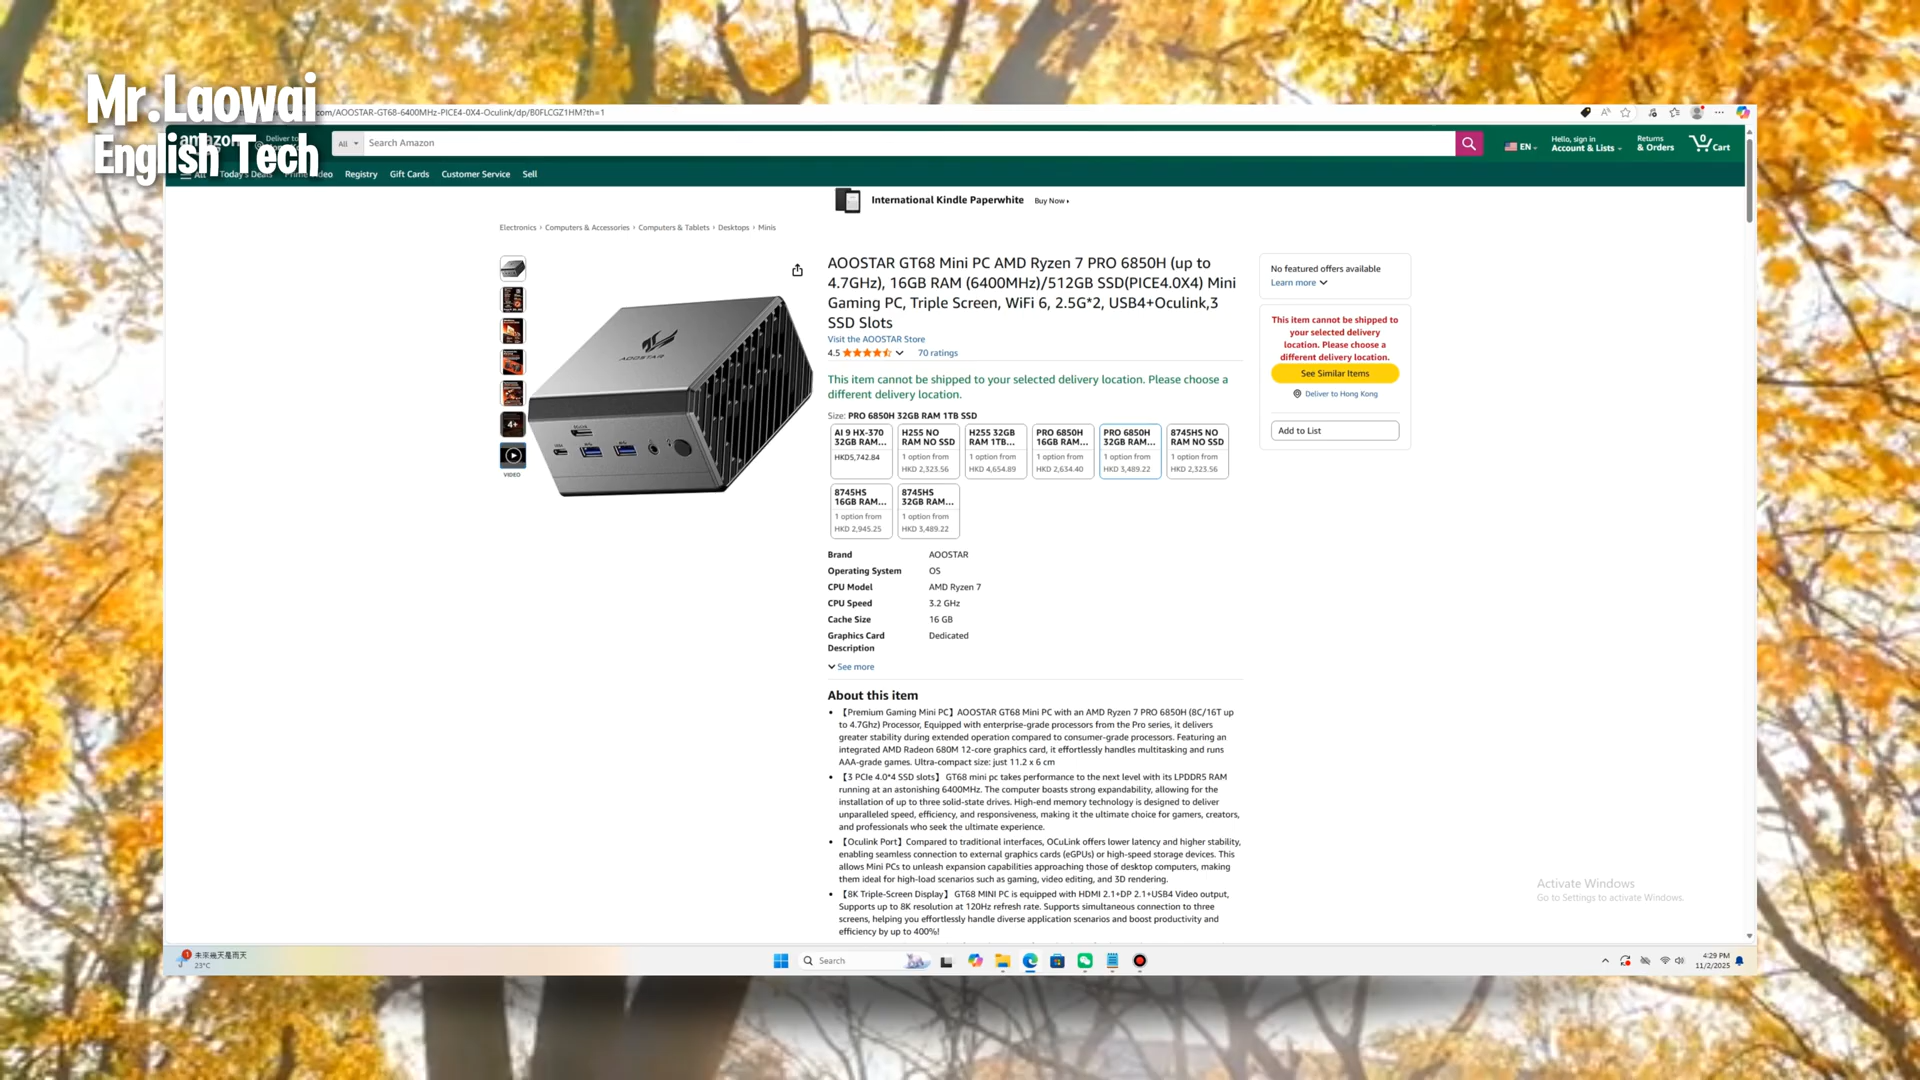 Mr.Laowai
English Tech
com/AOOSTAR-GT68-6400MHz-PICE4-0X4-Oculink/dp/B0FLCGZ1HM?th=1
amazon
Deliver to
All
Search Amazon
EN
Hello, sign in
Account & Lists
Returns
& Orders
0
Cart
All
Today's Deals
Registry
Gift Cards
Customer Service
Sell
International Kindle Paperwhite
Buy Now
Electronics › Computers & Accessories › Computers & Tablets › Desktops › Minis
4+
VIDEO
AOOSTAR
AOOSTAR GT68 Mini PC AMD Ryzen 7 PRO 6850H (up to
4.7GHz), 16GB RAM (6400MHz)/512GB SSD(PICE4.0X4) Mini
Gaming PC, Triple Screen, WiFi 6, 2.5G*2, USB4+Oculink,3
SSD Slots
Visit the AOOSTAR Store
4.5
70 ratings
This item cannot be shipped to your selected delivery location. Please choose a
different delivery location.
Size: PRO 6850H 32GB RAM 1TB SSD
AI 9 HX-370
32GB RAM...
HKD5,742.84
H255 NO
RAM NO SSD
1 option from
HKD 2,323.56
H255 32GB
RAM 1TB...
1 option from
HKD 4,654.89
PRO 6850H
16GB RAM...
1 option from
HKD 2,634.40
PRO 6850H
32GB RAM...
1 option from
HKD 3,489.22
8745HS NO
RAM NO SSD
1 option from
HKD 2,323.56
8745HS
16GB RAM...
1 option from
HKD 2,945.25
8745HS
32GB RAM...
1 option from
HKD 3,489.22
Brand AOOSTAR
Operating System OS
CPU Model AMD Ryzen 7
CPU Speed 3.2 GHz
Cache Size 16 GB
Graphics Card Dedicated
Description
See more
About this item
【Premium Gaming Mini PC】AOOSTAR GT68 Mini PC with an AMD Ryzen 7 PRO 6850H (8C/16T up
to 4.7Ghz) Processor, Equipped with enterprise-grade processors from the Pro series, it delivers
greater stability during extended operation compared to consumer-grade processors. Featuring an
integrated AMD Radeon 680M 12-core graphics card, it effortlessly handles multitasking and runs
AAA-grade games. Ultra-compact size: just 11.2 x 6 cm
【3 PCIe 4.0*4 SSD slots】 GT68 mini pc takes performance to the next level with its LPDDR5 RAM
running at an astonishing 6400MHz. The computer boasts strong expandability, allowing for the
installation of up to three solid-state drives. High-end memory technology is designed to deliver
unparalleled speed, efficiency, and responsiveness, making it the ultimate choice for gamers, creators,
and professionals who seek the ultimate experience.
【Oculink Port】Compared to traditional interfaces, OCuLink offers lower latency and higher stability,
enabling seamless connection to external graphics cards (eGPUs) or high-speed storage devices. This
allows Mini PCs to unleash expansion capabilities approaching those of desktop computers, making
them ideal for high-load scenarios such as gaming, video editing, and 3D rendering.
【8K Triple-Screen Display】 GT68 MINI PC is equipped with HDMI 2.1+DP 2.1+USB4 Video output,
Supports up to 8K resolution at 120Hz refresh rate. Supports simultaneous connection to three
screens, helping you effortlessly handle diverse application scenarios and boost productivity and
efficiency by up to 400%!
No featured offers available
Learn more
This item cannot be shipped to
your selected delivery
location. Please choose a
different delivery location.
See Similar Items
Deliver to Hong Kong
Add to List
Activate Windows
Go to Settings to activate Windows.
1
未來幾天是雨天
23°C
Search
4:29 PM
11/2/2025